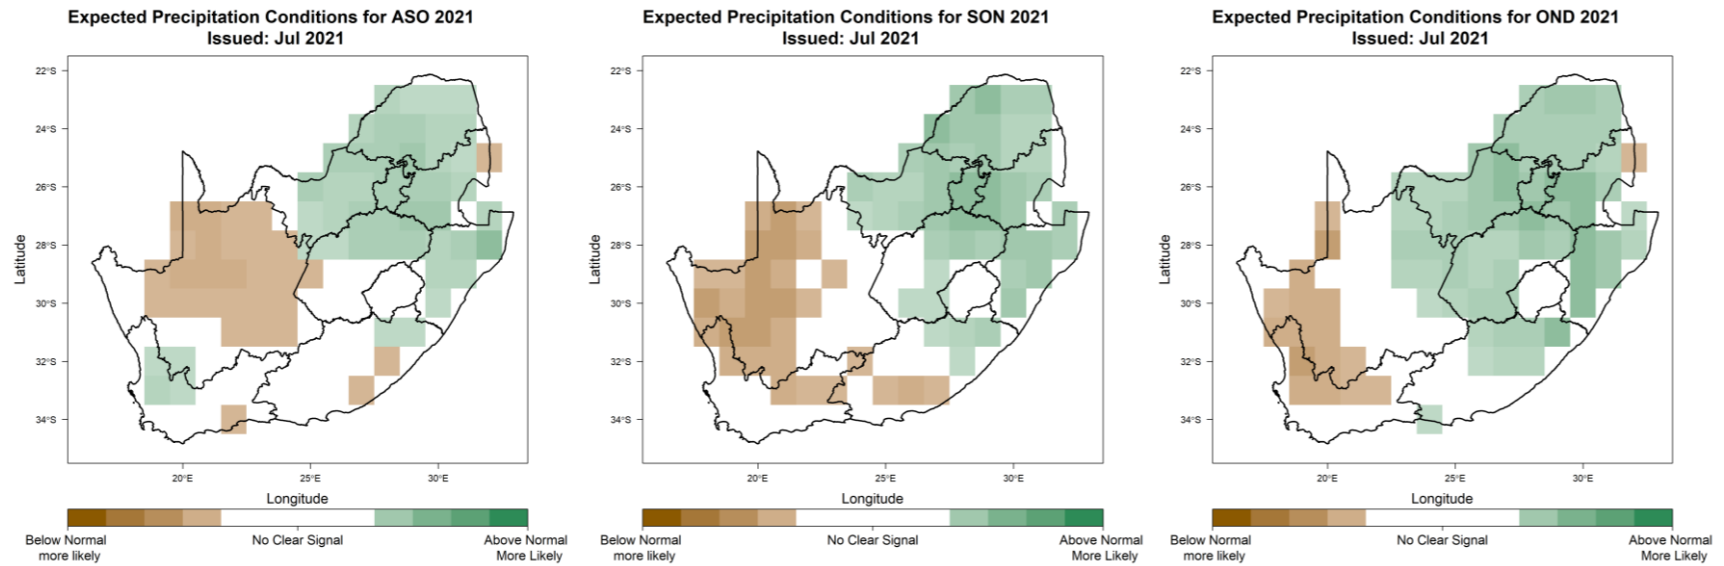 Expected Precipitation Conditions for ASO 2021
Issued: Jul 2021
22°S
24°S
26°S
28°S
30°S
32°S
34°S
Latitude
20°E
25°E
30°E
Longitude
Below Normal
more likely
No Clear Signal
Above Normal
More Likely
Expected Precipitation Conditions for SON 2021
Issued: Jul 2021
22°S
24°S
26°S
28°S
30°S
32°S
34°S
Latitude
20°E
25°E
30°E
Longitude
Below Normal
more likely
No Clear Signal
Above Normal
More Likely
Expected Precipitation Conditions for OND 2021
Issued: Jul 2021
22°S
24°S
26°S
28°S
30°S
32°S
34°S
Latitude
20°E
25°E
30°E
Longitude
Below Normal
more likely
No Clear Signal
Above Normal
More Likely